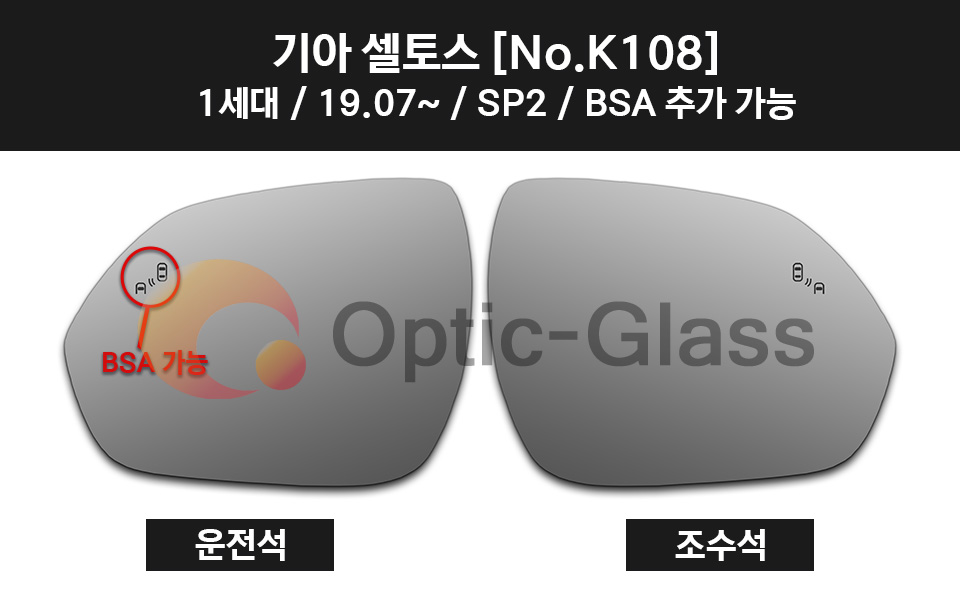 기아 셀토스 [No.K108]
1세대 / 19.07~ / SP2 / BSA 추가 가능
BSA 가능
Optic-Glass
운전석
조수석